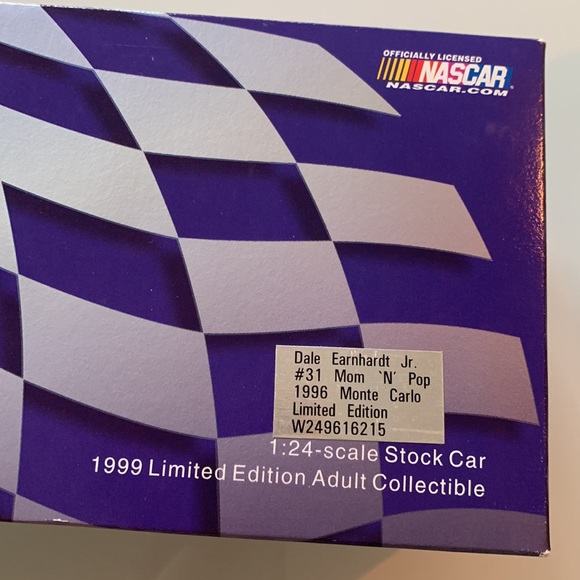 OFFICIALLY LICENSED
NASCAR
NASCAR.COM
Dale Earnhardt Jr.
#31 Mom `N' Pop
1996 Monte Carlo
Limited Edition
W249616215
1:24-scale Stock Car
1999 Limited Edition Adult Collectible